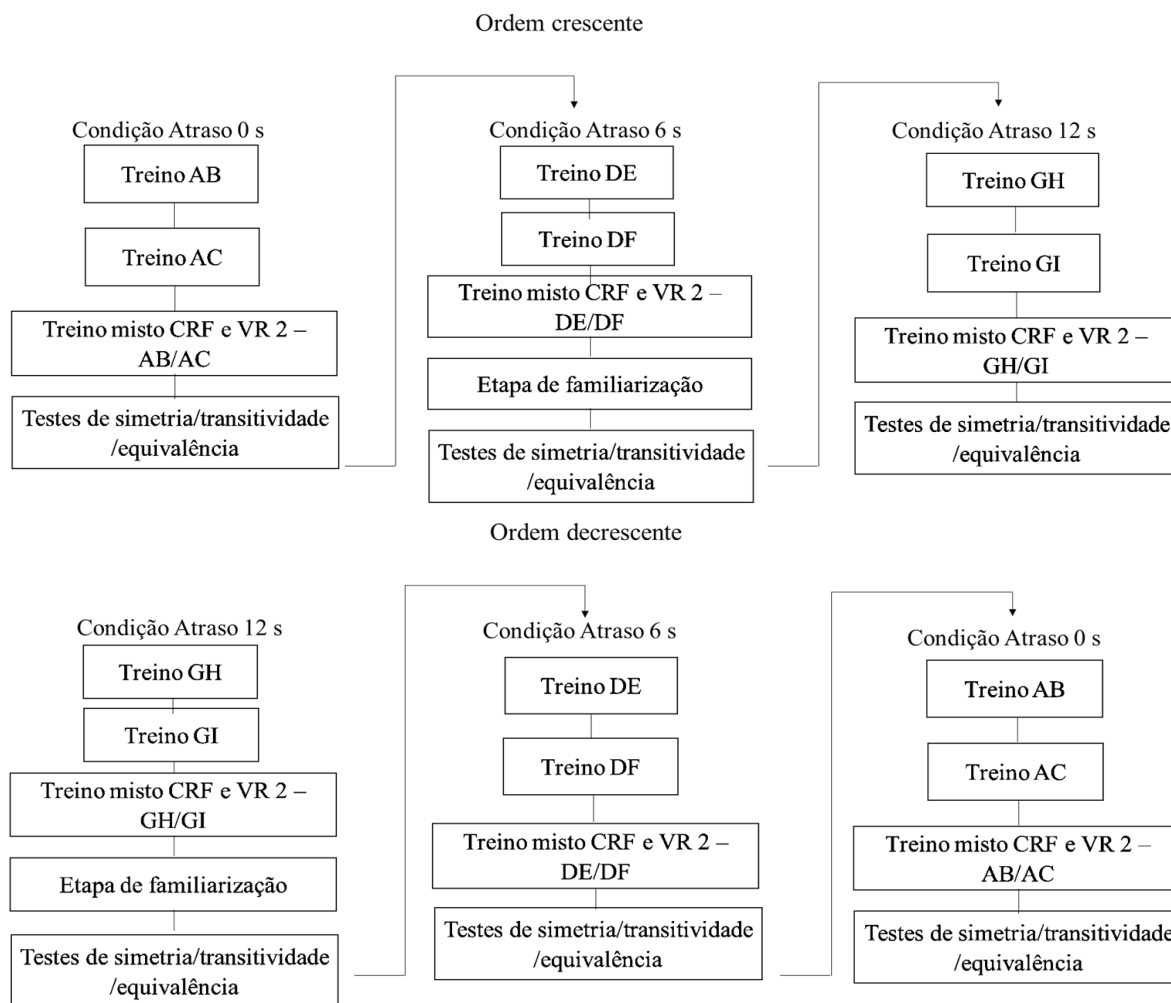 Ordem crescente
Condição Atraso 0 s
Treino AB
Treino AC
Treino misto CRF e VR 2 –
AB/AC
Testes de simetria/transitividade
/equivalência
Condição Atraso 6 s
Treino DE
Treino DF
Treino misto CRF e VR 2 –
DE/DF
Etapa de familiarização
Testes de simetria/transitividade
/equivalência
Condição Atraso 12 s
Treino GH
Treino GI
Treino misto CRF e VR 2 –
GH/GI
Testes de simetria/transitividade
/equivalência
Ordem decrescente
Condição Atraso 12 s
Treino GH
Treino GI
Treino misto CRF e VR 2 –
GH/GI
Etapa de familiarização
Testes de simetria/transitividade
/equivalência
Condição Atraso 6 s
Treino DE
Treino DF
Treino misto CRF e VR 2 –
DE/DF
Testes de simetria/transitividade
/equivalência
Condição Atraso 0 s
Treino AB
Treino AC
Treino misto CRF e VR 2 –
AB/AC
Testes de simetria/transitividade
/equivalência